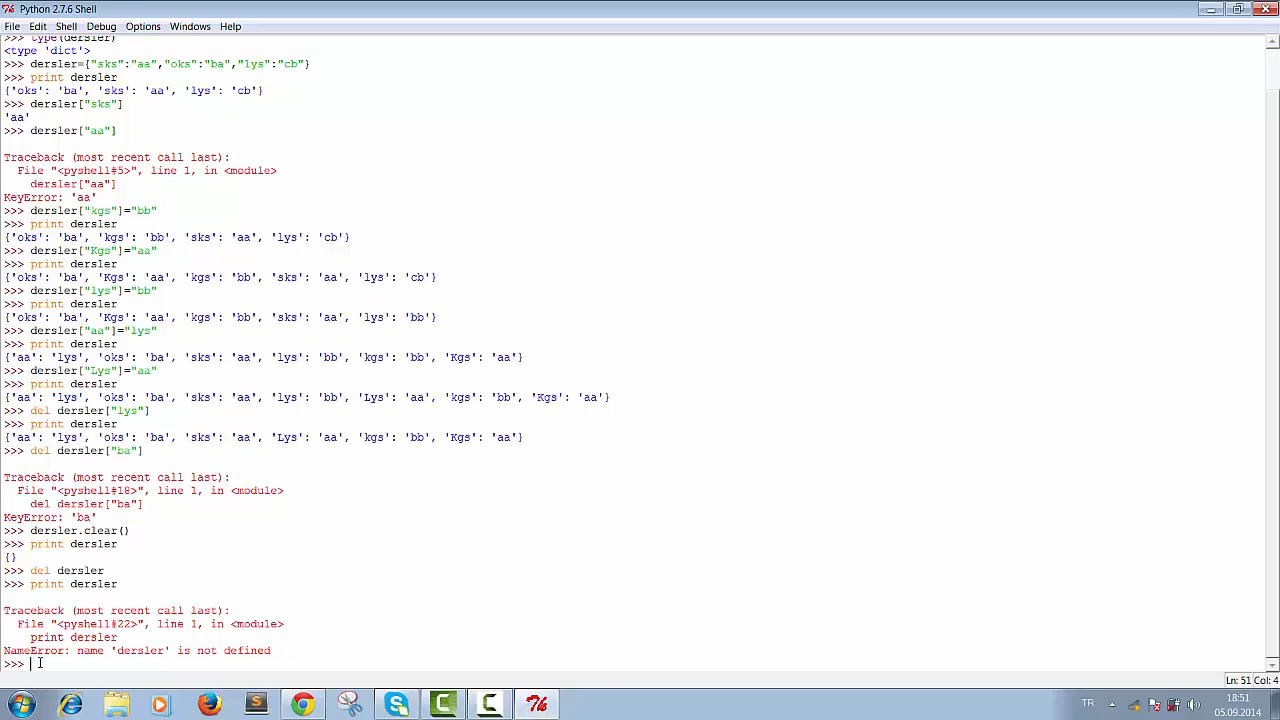 Python 2.7.6 Shell
File Edit Shell Debug Options Windows Help
>>> type(dersler)
<type 'dict'>
>>> dersler={"sks":"aa","oks":"ba","lys":"cb"}
>>> print dersler
{'oks': 'ba', 'sks': 'aa', 'lys': 'cb'}
>>> dersler["sks"]
'aa'
>>> dersler["aa"]
Traceback (most recent call last):
File "<pyshell#5>", line 1, in <module>
dersler["aa"]
KeyError: 'aa'
>>> dersler["kgs"]="bb"
>>> print dersler
{'oks': 'ba', 'kgs': 'bb', 'sks': 'aa', 'lys': 'cb'}
>>> dersler["Kgs"]="aa"
>>> print dersler
{'oks': 'ba', 'Kgs': 'aa', 'kgs': 'bb', 'sks': 'aa', 'lys': 'cb'}
>>> dersler["lys"]="bb"
>>> print dersler
{'oks': 'ba', 'Kgs': 'aa', 'kgs': 'bb', 'sks': 'aa', 'lys': 'bb'}
>>> dersler["aa"]="lys"
>>> print dersler
{'aa': 'lys', 'oks': 'ba', 'sks': 'aa', 'lys': 'bb', 'kgs': 'bb', 'Kgs': 'aa'}
>>> dersler["Lys"]="aa"
>>> print dersler
{'aa': 'lys', 'oks': 'ba', 'sks': 'aa', 'lys': 'bb', 'Lys': 'aa', 'kgs': 'bb', 'Kgs': 'aa'}
>>> del dersler["lys"]
>>> print dersler
{'aa': 'lys', 'oks': 'ba', 'sks': 'aa', 'Lys': 'aa', 'kgs': 'bb', 'Kgs': 'aa'}
>>> del dersler["ba"]
Traceback (most recent call last):
File "<pyshell#18>", line 1, in <module>
del dersler["ba"]
KeyError: 'ba'
>>> dersler.clear()
>>> print dersler
{}
>>> del dersler
>>> print dersler
Traceback (most recent call last):
File "<pyshell#22>", line 1, in <module>
print dersler
NameError: name 'dersler' is not defined
>>>
Ln: 51 Col: 4
TR 18:51
05.09.2014